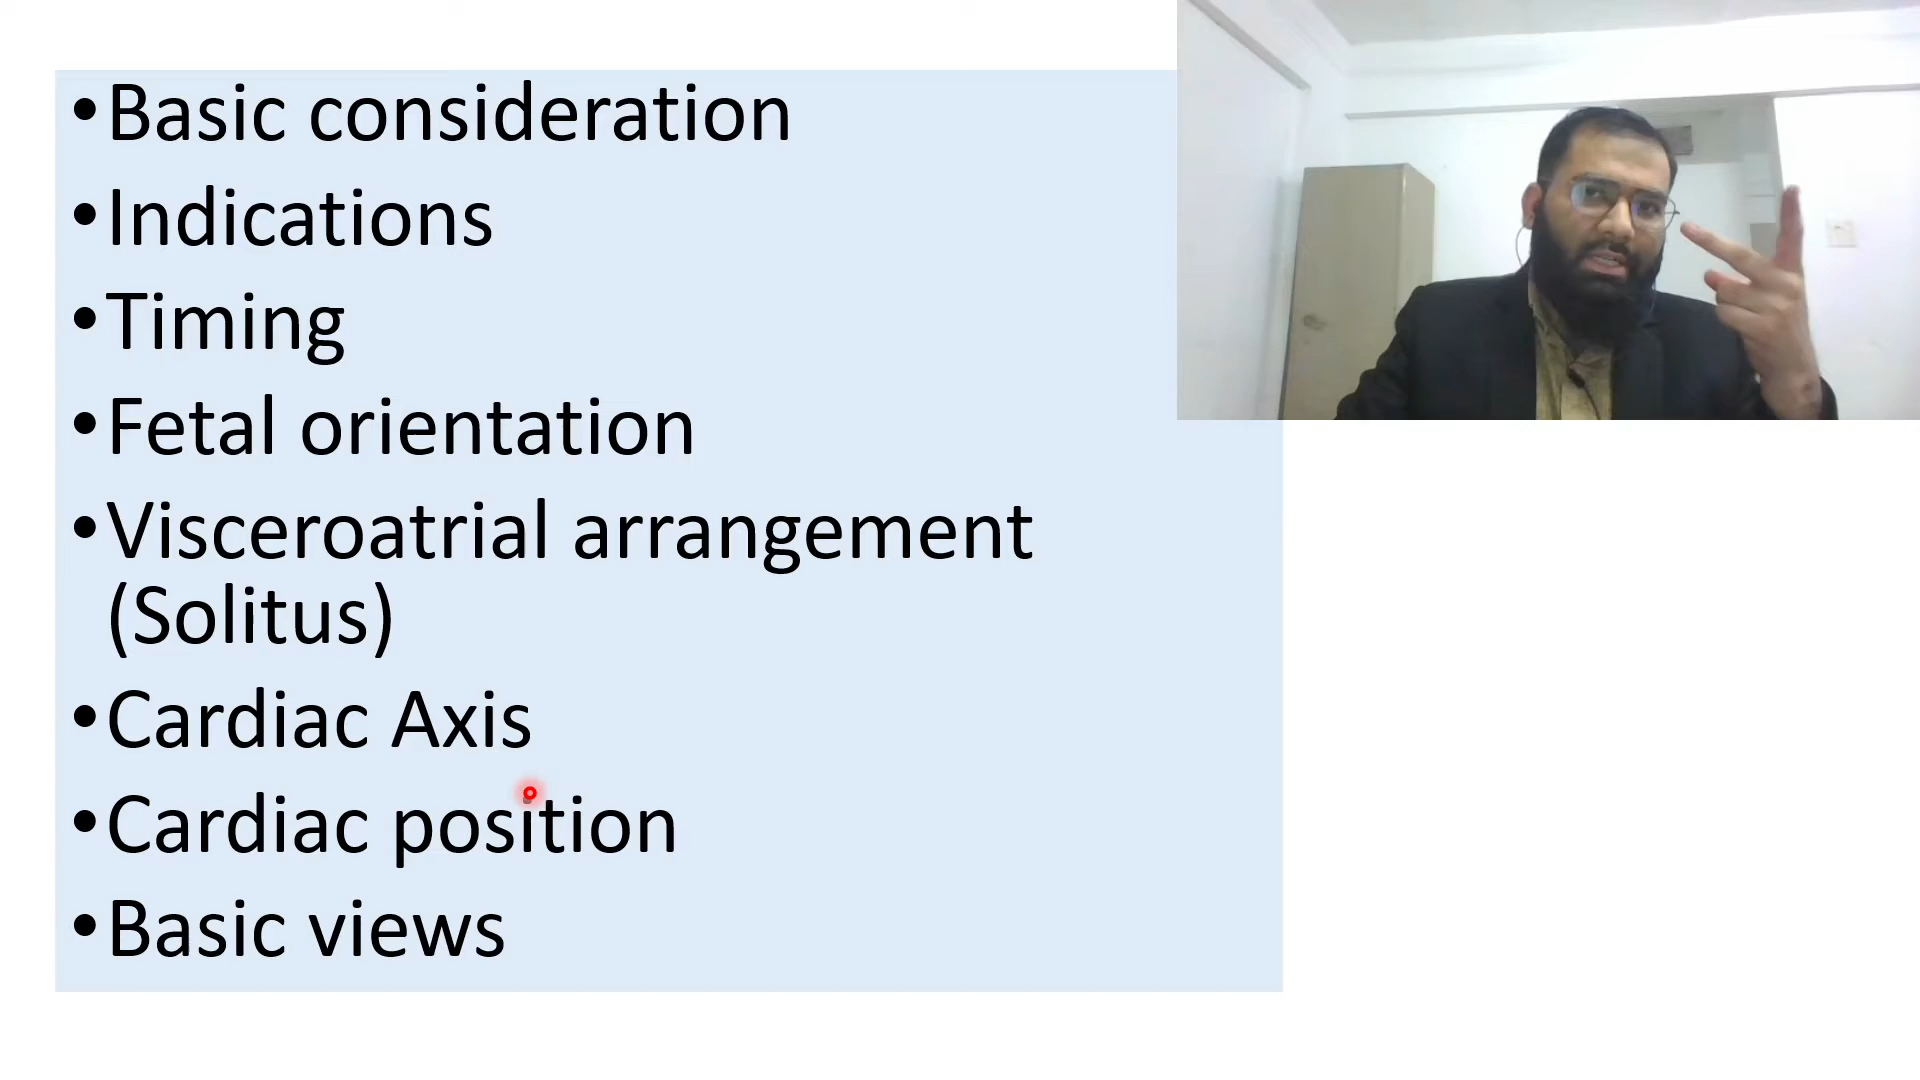 •Basic consideration
•Indications
•Timing
•Fetal orientation
•Visceroatrial arrangement
(Solitus)
•Cardiac Axis
•Cardiac position
•Basic views